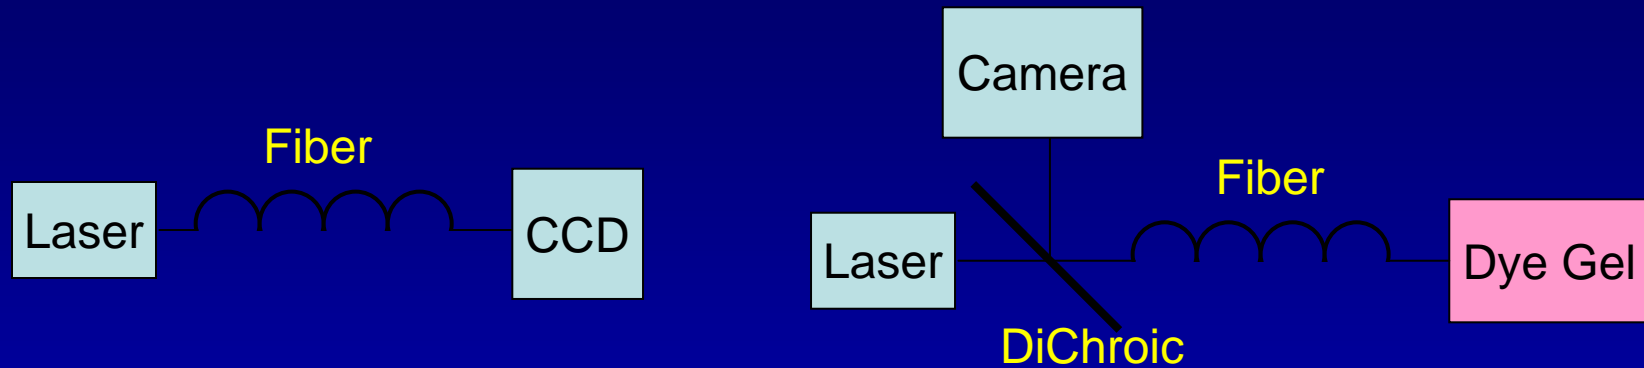 Fiber
Laser
CCD
Camera
Fiber
Laser
Dye Gel
DiChroic